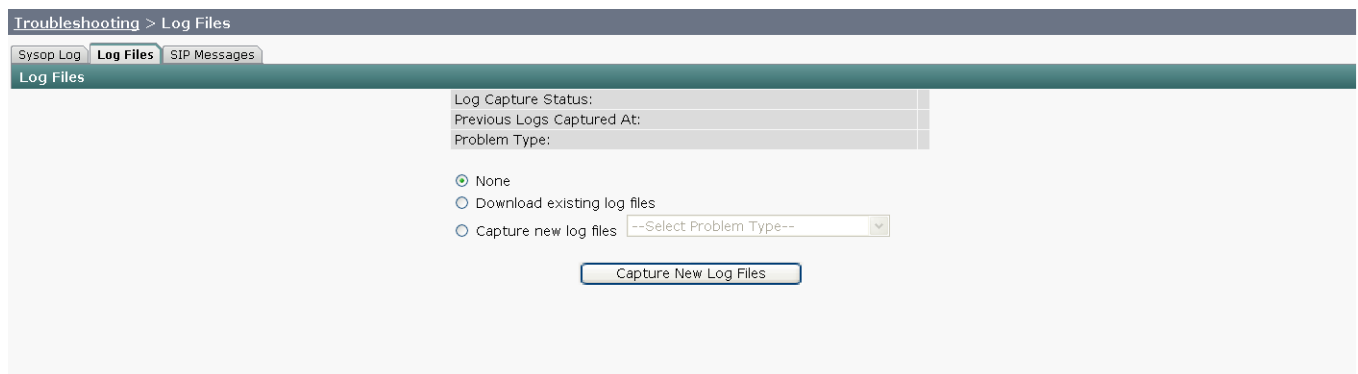 Troubleshooting > Log Files
Sysop Log Log Files SIP Messages
Log Files
Log Capture Status:
Previous Logs Captured At:
Problem Type:
None
Download existing log files
Capture new log files --Select Problem Type--
Capture New Log Files